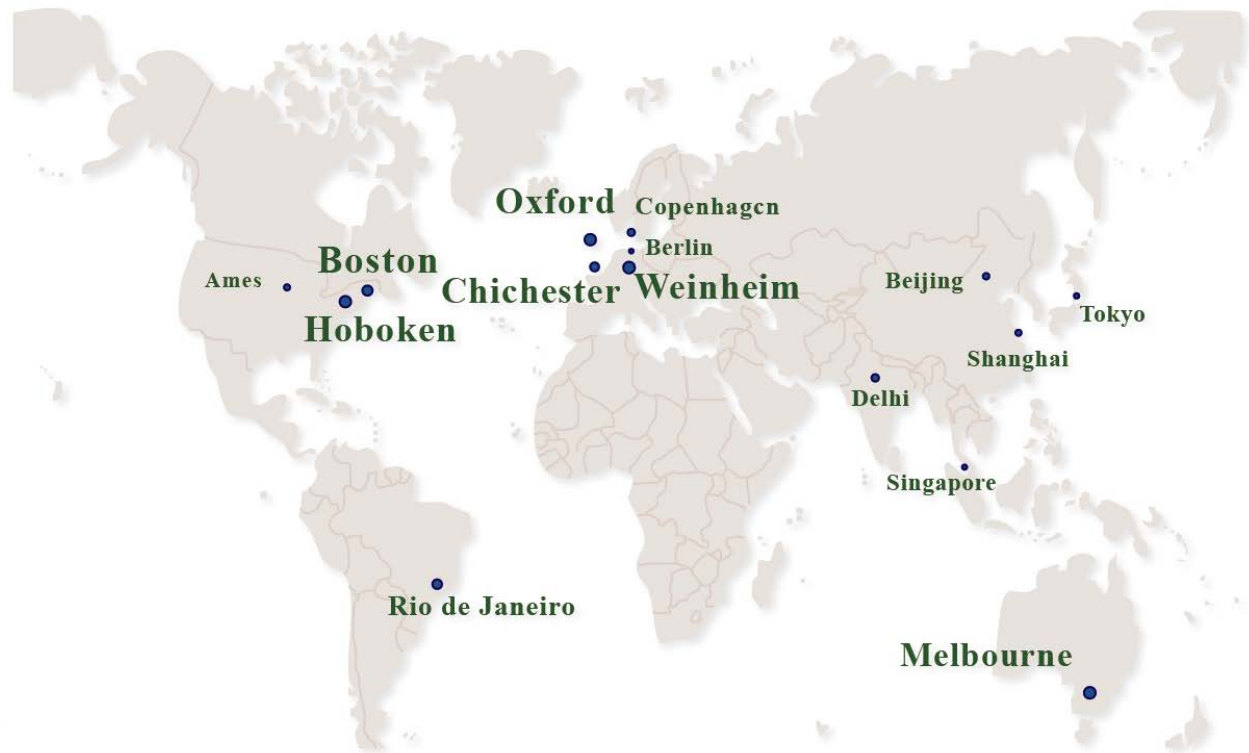 Oxford
Copenhagcn
Boston
Berlin
Ames
Chichester
Weinheim
Beijing
Hoboken
Tokyo
Shanghai
Delhi
Singapore
Rio de Janeiro
Melbourne